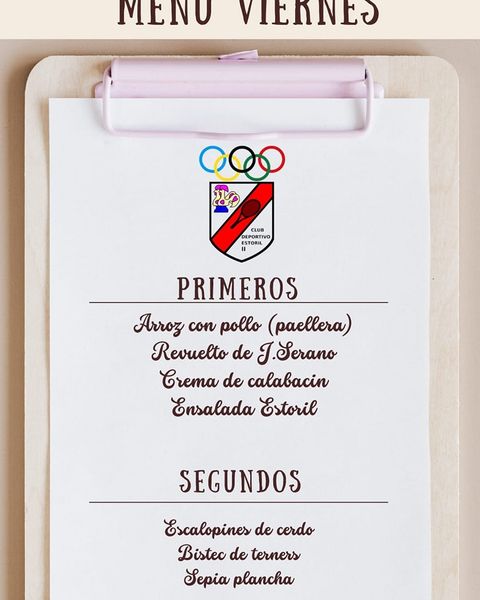 MENÚ VIERNES
CLUB
DEPORTIVO
ESTORIL
II
PRIMEROS
Arroz con pollo (paellera)
Revuelto de J.Serano
Crema de calabacin
Ensalada Estoril
SEGUNDOS
Escalopines de cerdo
Bistec de terners
Sepia plancha